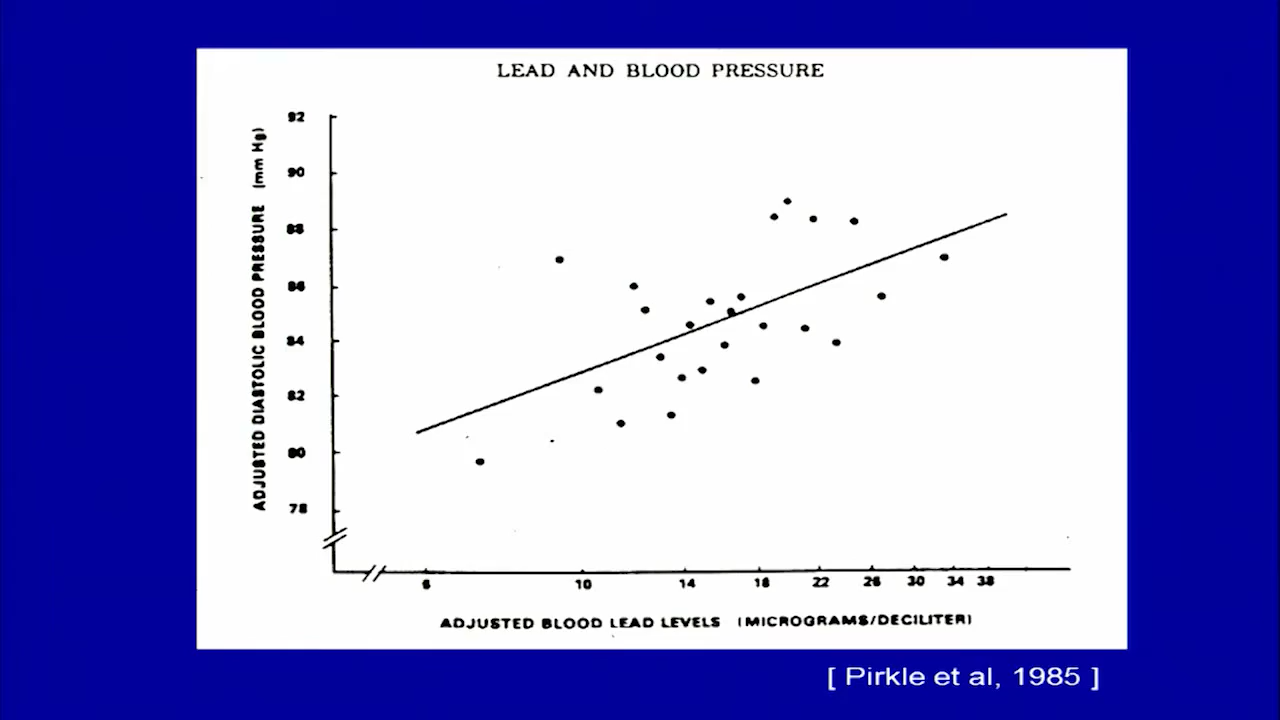 LEAD AND BLOOD PRESSURE
ADJUSTED DIASTOLIC BLOOD PRESSURE (mm Hg)
92
90
88
86
84
82
80
78
6 10 14 18 22 26 30 34 38
ADJUSTED BLOOD LEAD LEVELS (MICROGRAMS/DECILITER)
[ Pirkle et al, 1985 ]